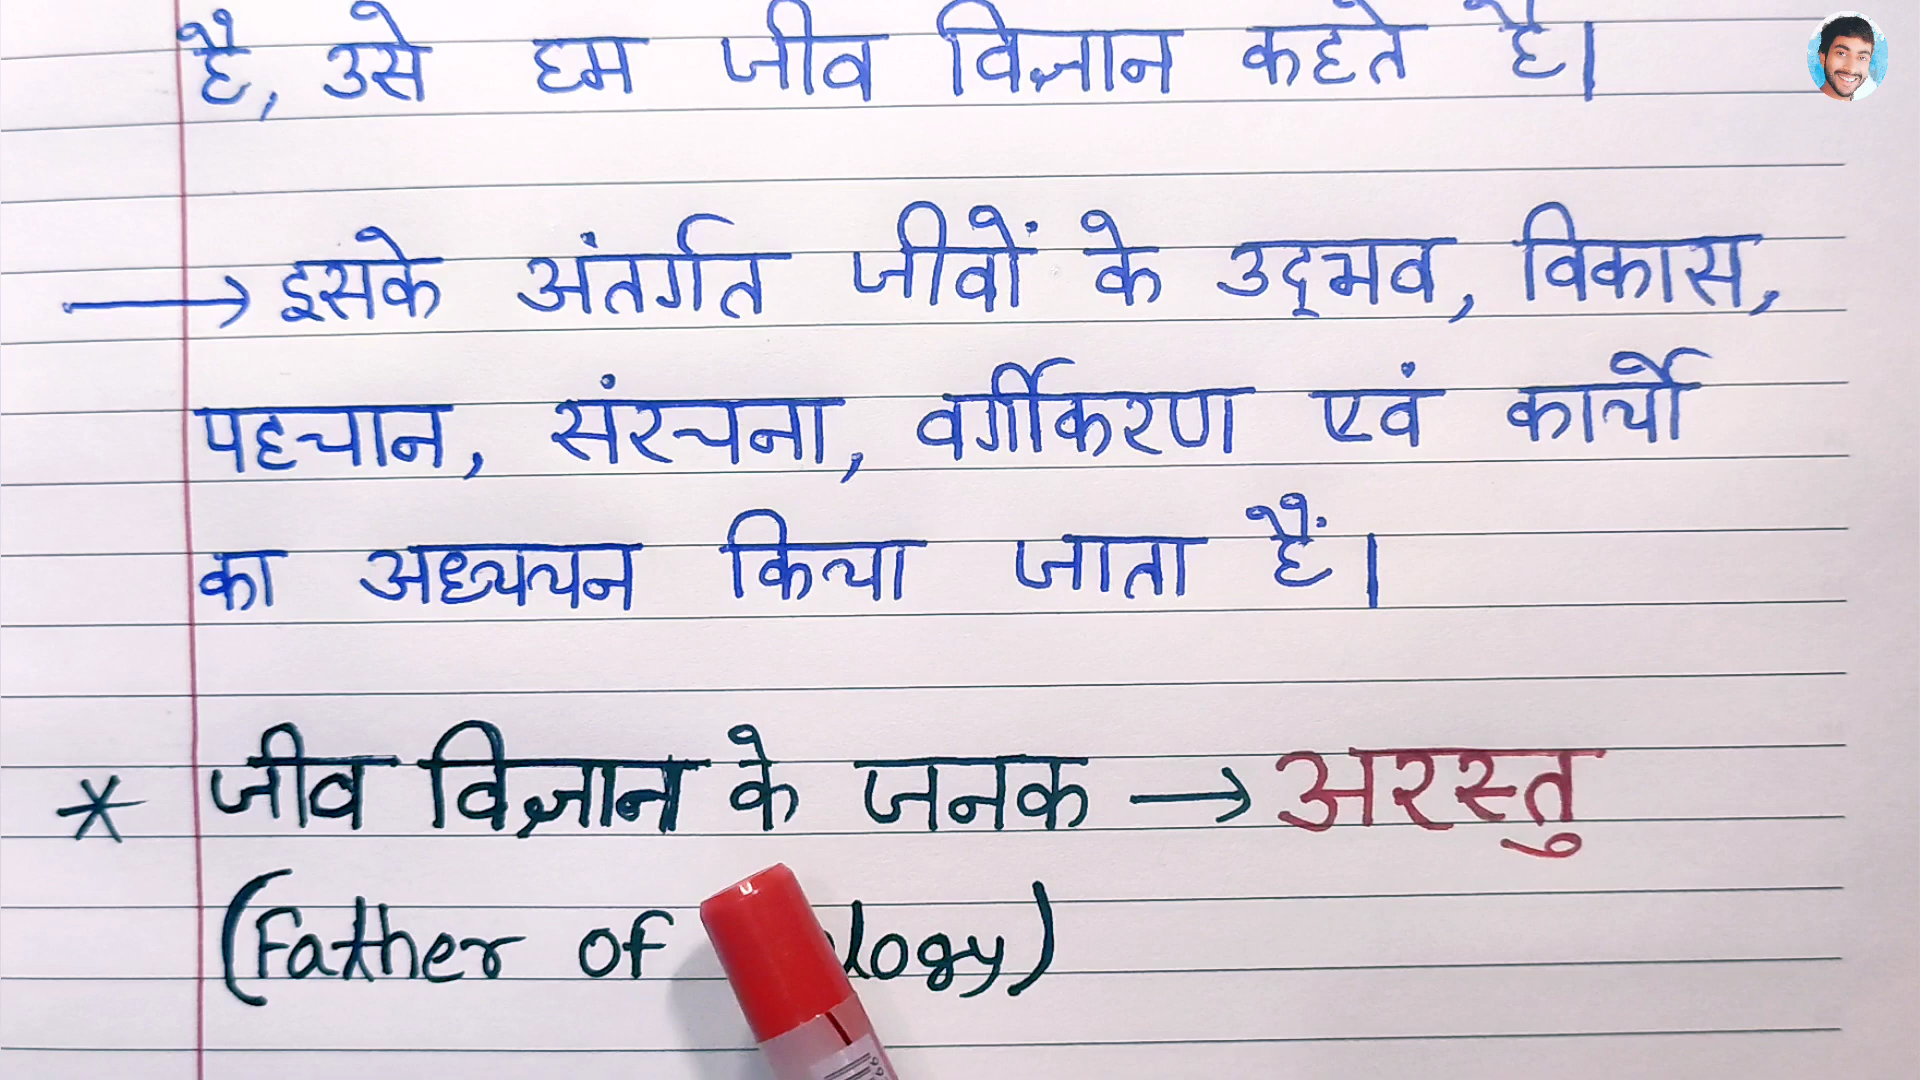 है, उसे हम जीव विज्ञान कहते है।
→ इसके अंतर्गत जीवों के उद्‌भव, विकास,
पहचान, संरचना, वर्गीकरण एवं कार्यो
का अध्ययन किया जाता हैं।
* जीव विज्ञान के जनक → अरस्तु
(Father of logy)